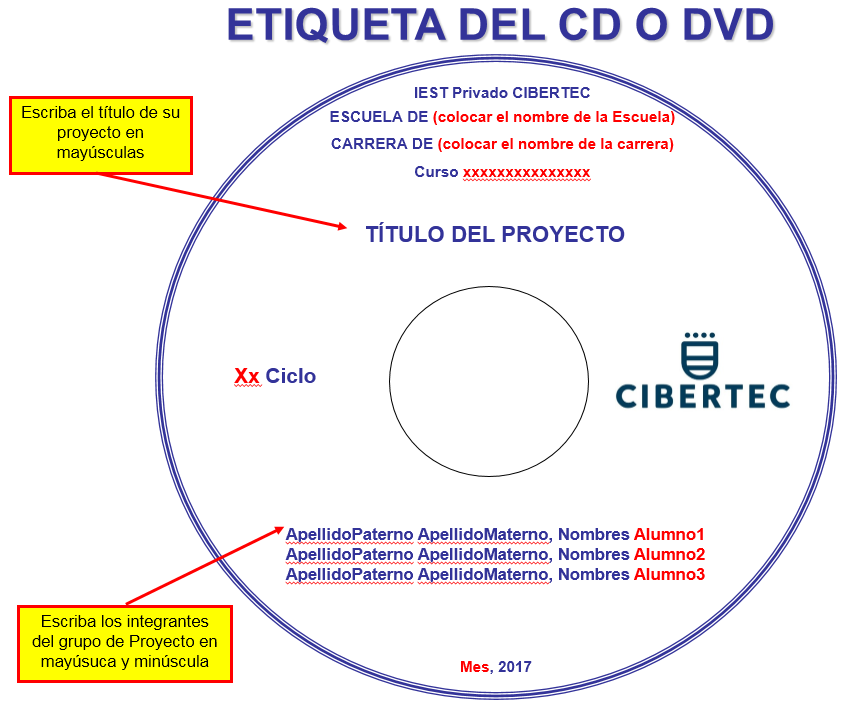 ETIQUETA DEL CD O DVD
IEST Privado CIBERTEC
ESCUELA DE (colocar el nombre de la Escuela)
CARRERA DE (colocar el nombre de la carrera)
Curso xxxxxxxxxxxxxxx
Escriba el título de su
proyecto en
mayúsculas
TÍTULO DEL PROYECTO
Xx Ciclo
CIBERTEC
ApellidoPaterno ApellidoMaterno, Nombres Alumno1
ApellidoPaterno ApellidoMaterno, Nombres Alumno2
ApellidoPaterno ApellidoMaterno, Nombres Alumno3
Escriba los integrantes
del grupo de Proyecto en
mayúsuca y minúscula
Mes, 2017